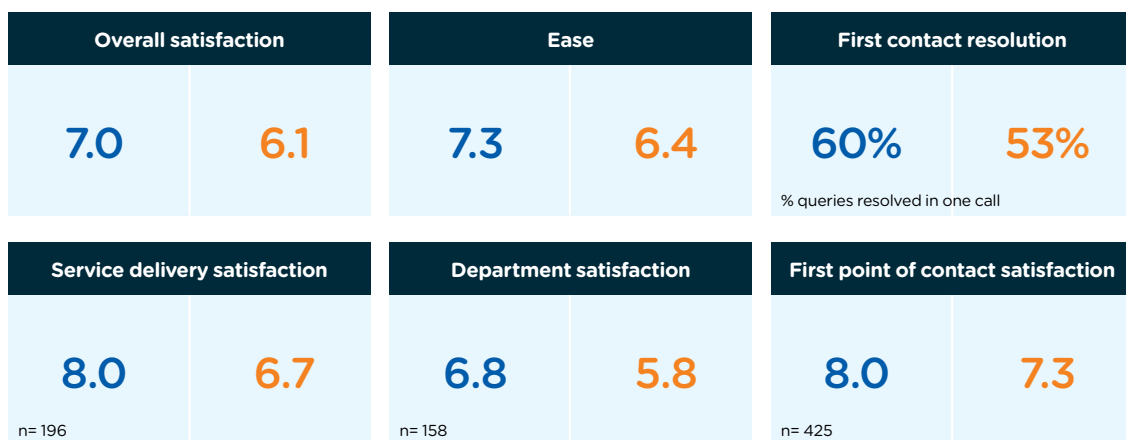 Overall satisfaction
7.0 6.1
Ease
7.3 6.4
First contact resolution
60% 53%
% queries resolved in one call
Service delivery satisfaction
8.0 6.7
n= 196
Department satisfaction
6.8 5.8
n= 158
First point of contact satisfaction
8.0 7.3
n= 425